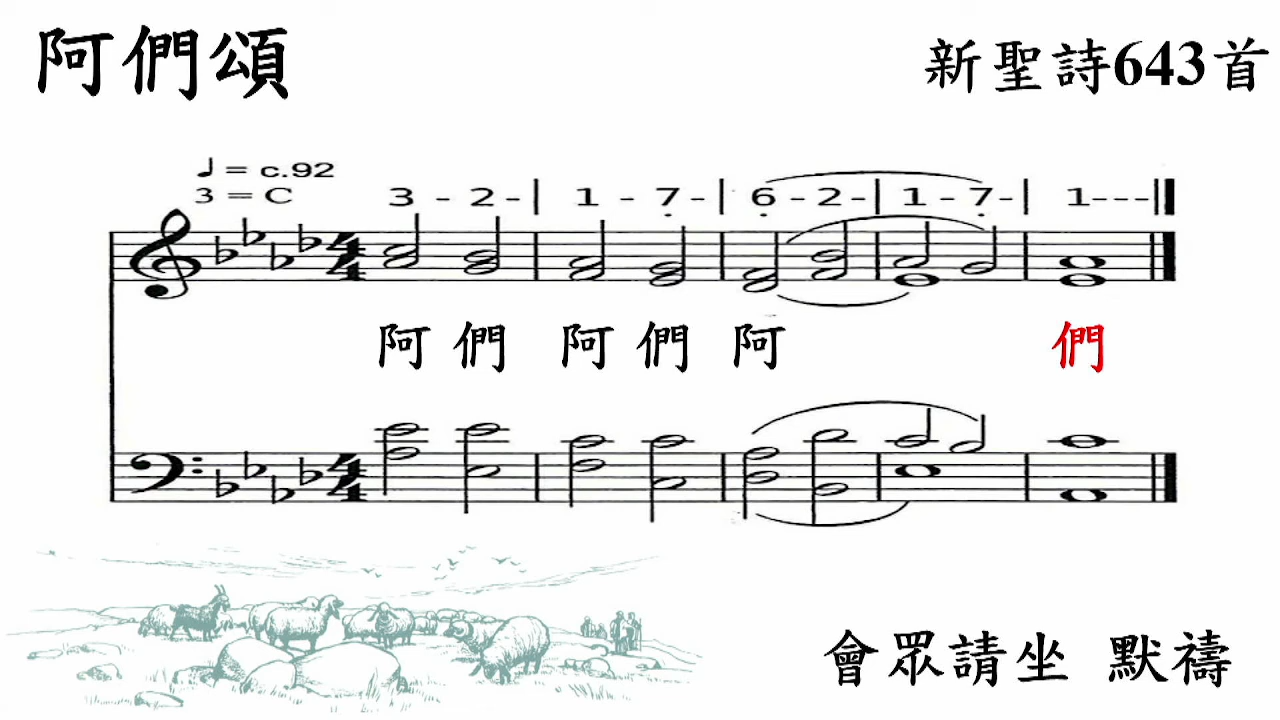 阿們頌
新聖詩643首
♩= c.92
3 = C
3 - 2 - | 1 - 7̣ - | 6̣ - 2 - | 1 - 7̣ - | 1 - - - ||
阿 們 阿 們 阿 們
會眾請坐 默禱